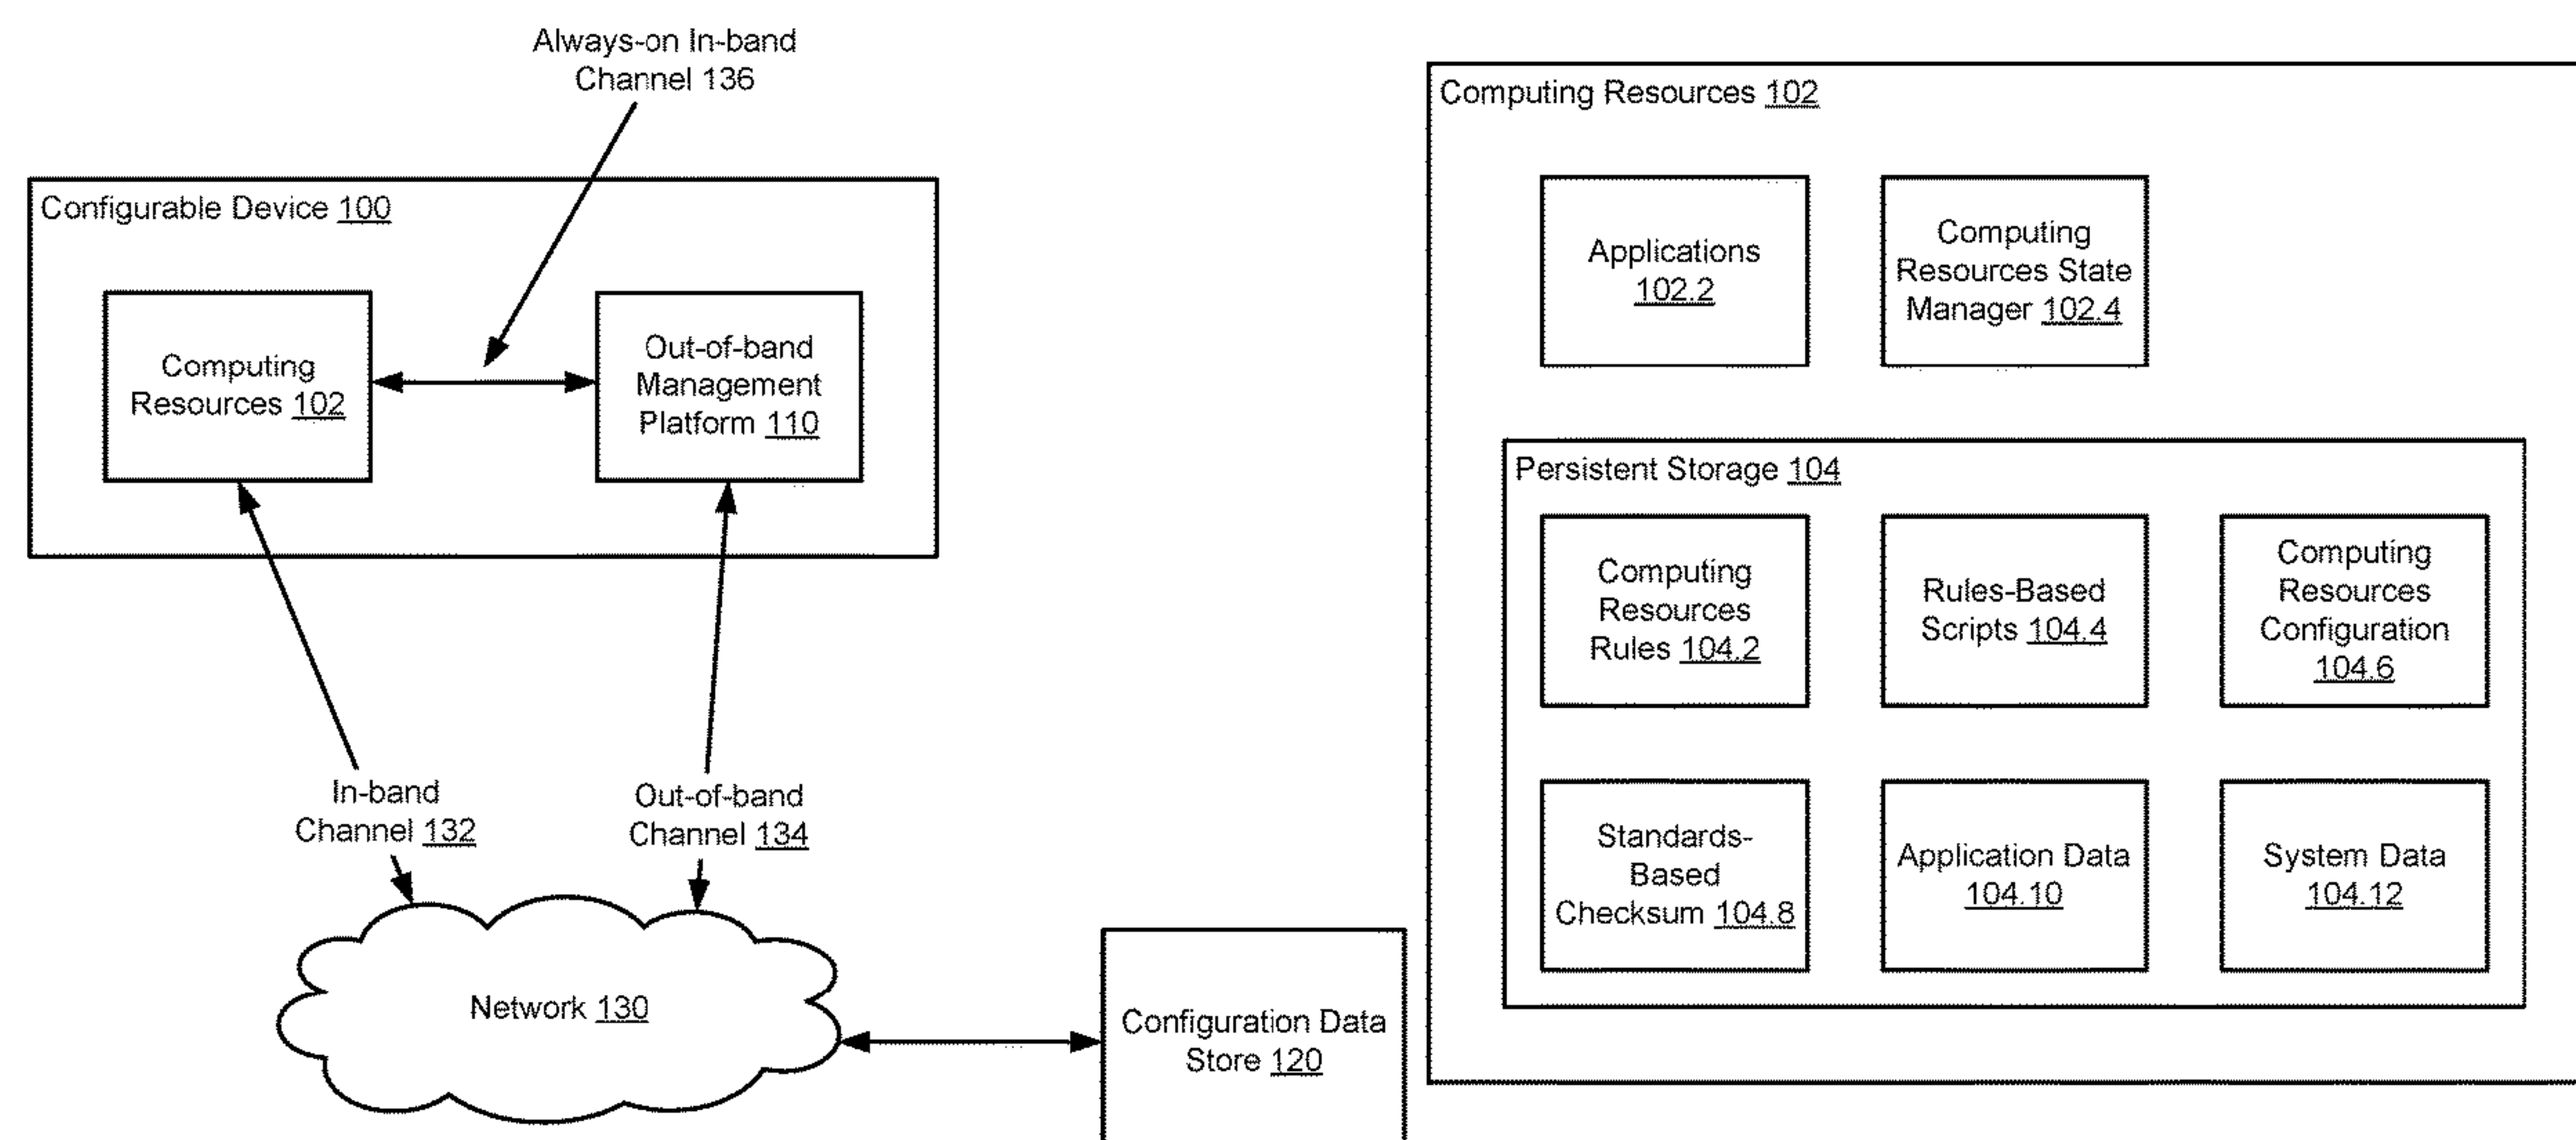 Always-on In-band
Channel 136
Configurable Device 100
Computing
Resources 102
Out-of-band
Management
Platform 110
In-band
Channel 132
Out-of-band
Channel 134
Network 130
Configuration Data
Store 120
Computing Resources 102
Applications
102.2
Computing
Resources State
Manager 102.4
Persistent Storage 104
Computing
Resources
Rules 104.2
Rules-Based
Scripts 104.4
Computing
Resources
Configuration
104.6
Standards-
Based
Checksum 104.8
Application Data
104.10
System Data
104.12